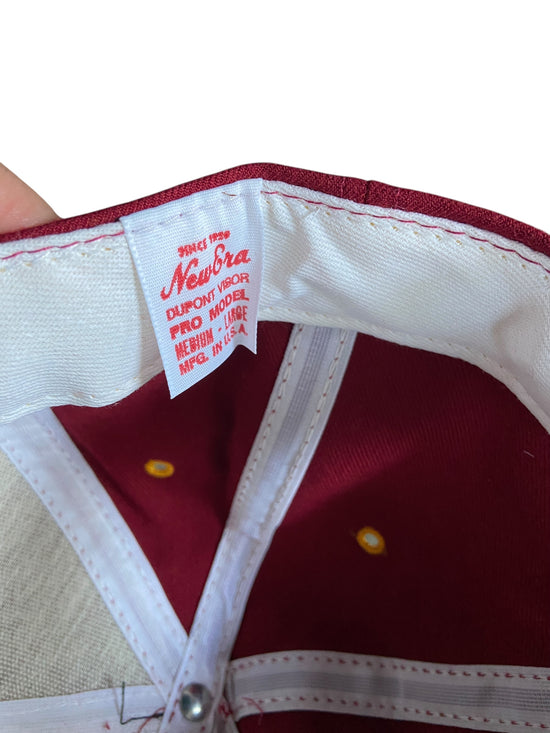 SINCE 1920
NewEra
DUPONT VISOR
PRO MODEL
MEDIUM - LARGE
MFG. IN U.S.A.